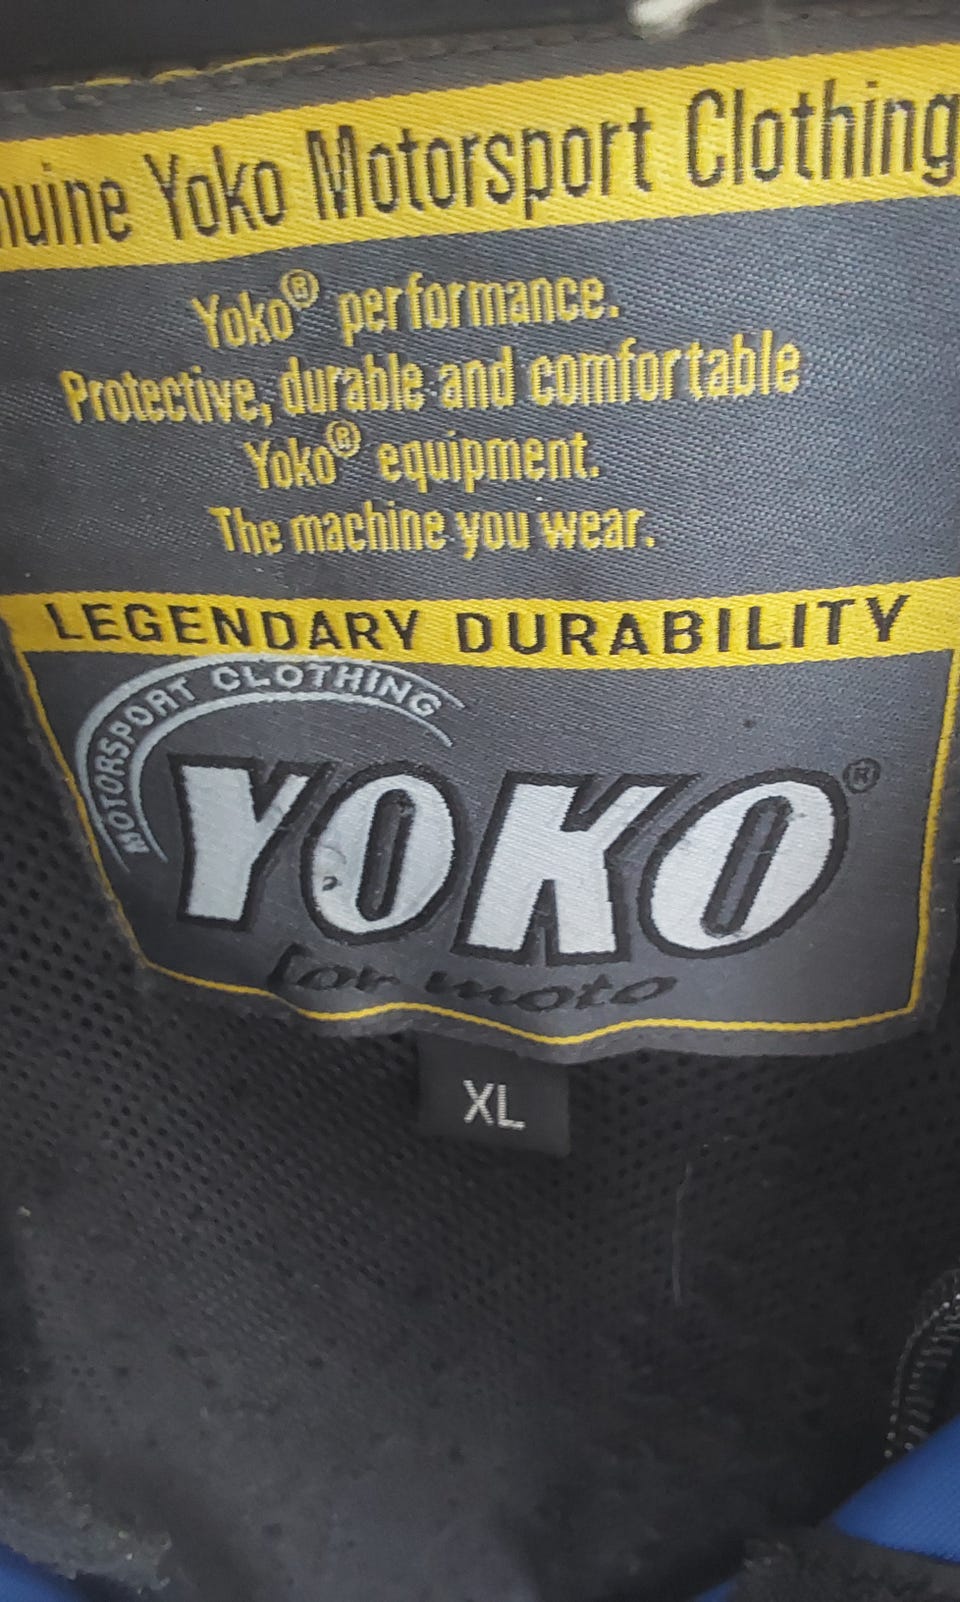 nuine Yoko Motorsport Clothing
Yoko® performance.
Protective, durable and comfortable
Yoko® equipment.
The machine you wear.
LEGENDARY DURABILITY
MOTORSPORT CLOTHING
YOKO®
for moto
XL